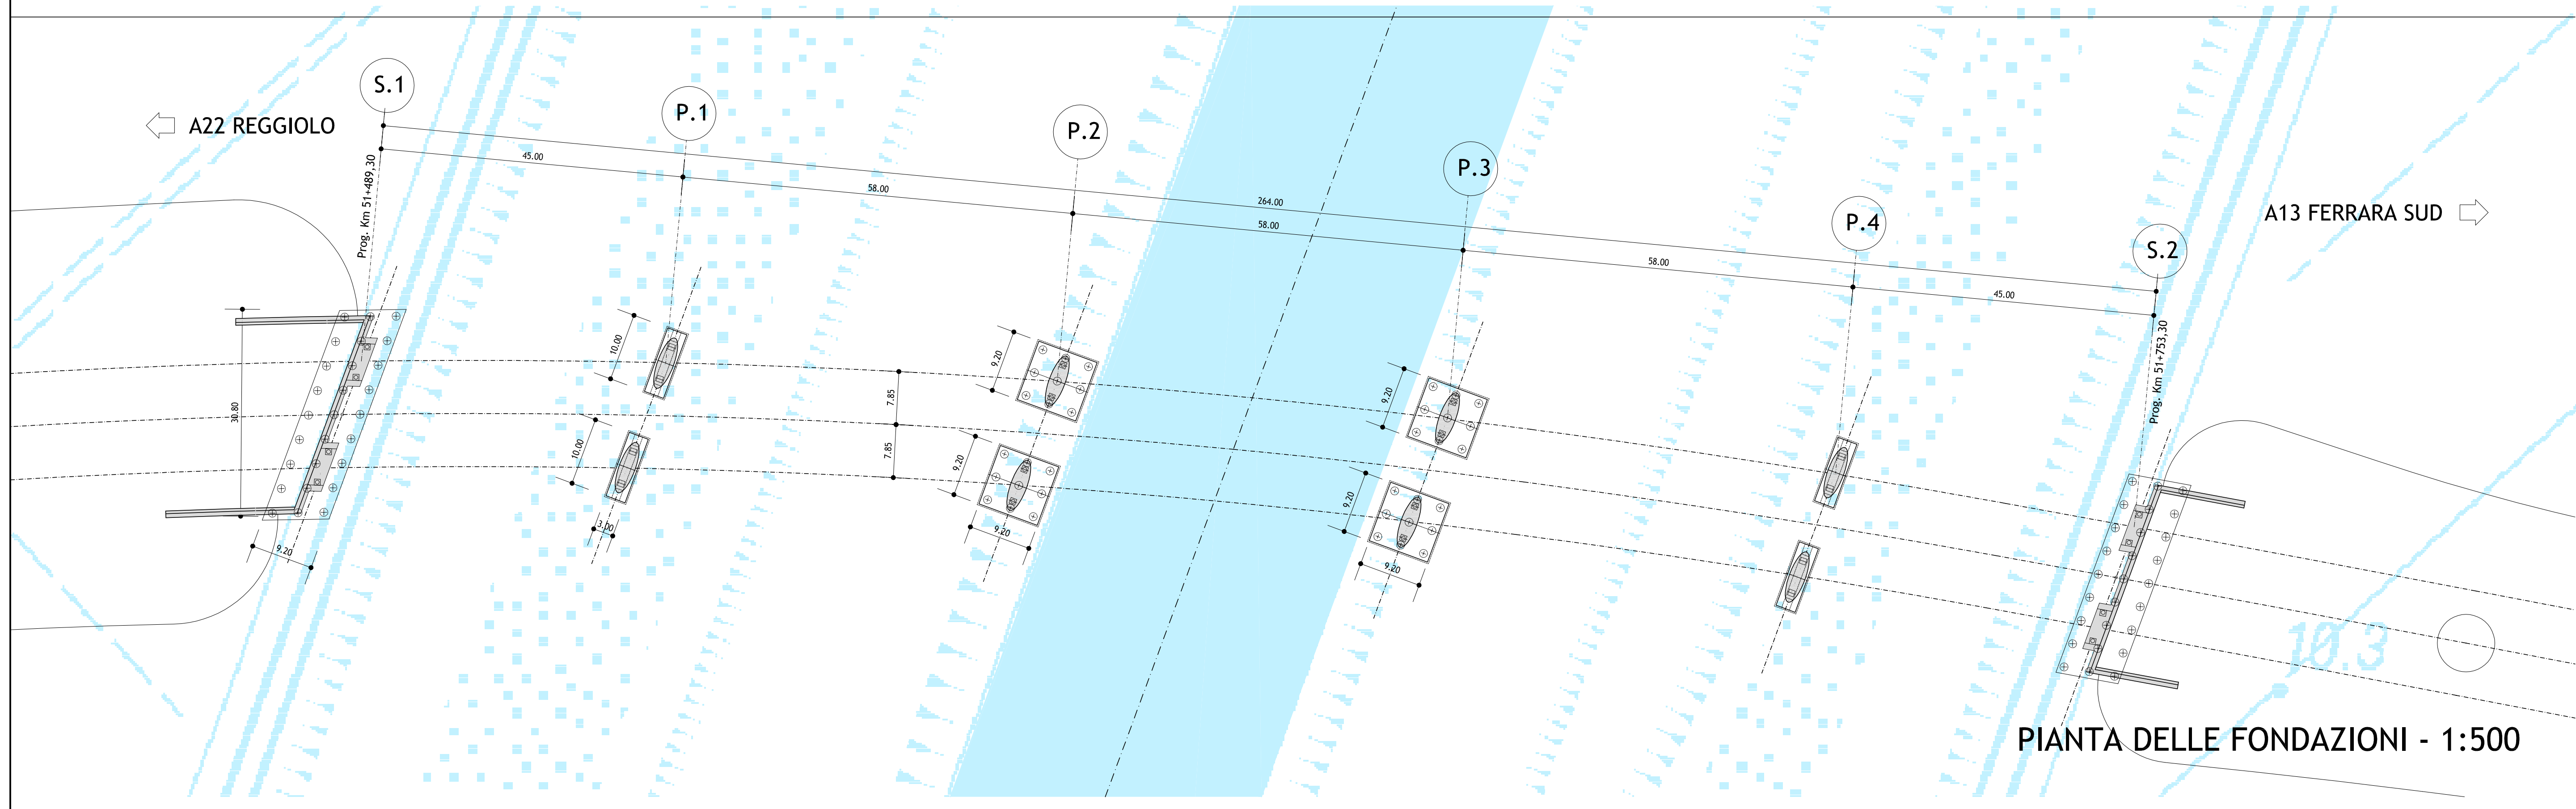 S.1
P.1
P.2
P.3
P.4
S.2
A22 REGGIOLO
A13 FERRARA SUD
Prog. Km 51+489,30
45.00
58.00
264.00
58.00
58.00
45.00
Prog. Km 51+753,30
30.80
9.20
10.00
10.00
3.00
7.85
7.85
9.20
9.20
9.20
9.20
9.20
9.20
10.3
PIANTA DELLE FONDAZIONI - 1:500